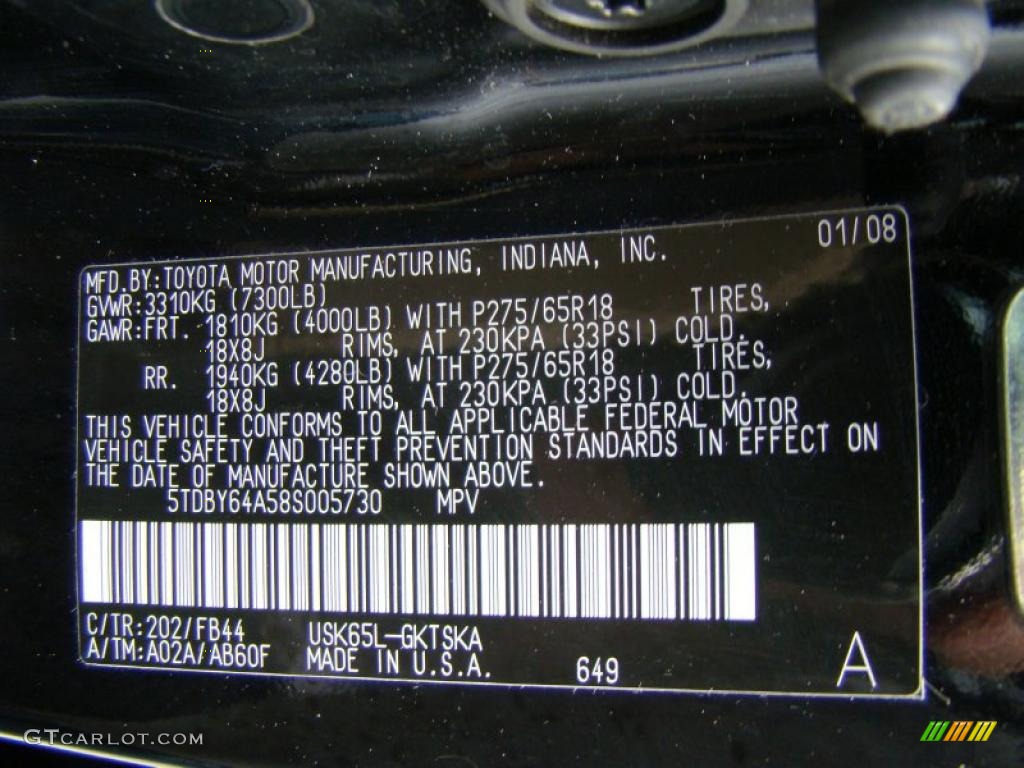 01/08
MFD.BY:TOYOTA MOTOR MANUFACTURING, INDIANA, INC.
GVWR:3310KG (7300LB)
GAWR:FRT. 1810KG (4000LB) WITH P275/65R18 TIRES,
18X8J RIMS, AT 230KPA (33PSI) COLD.
RR. 1940KG (4280LB) WITH P275/65R18 TIRES,
18X8J RIMS, AT 230KPA (33PSI) COLD.
THIS VEHICLE CONFORMS TO ALL APPLICABLE FEDERAL MOTOR
VEHICLE SAFETY AND THEFT PREVENTION STANDARDS IN EFFECT ON
THE DATE OF MANUFACTURE SHOWN ABOVE.
5TDBY64A58S005730 MPV
C/TR:202/FB44 USK65L-GKTSKA
A/TM:A02A/AB60F MADE IN U.S.A. 649 A
GTCARLOT.COM